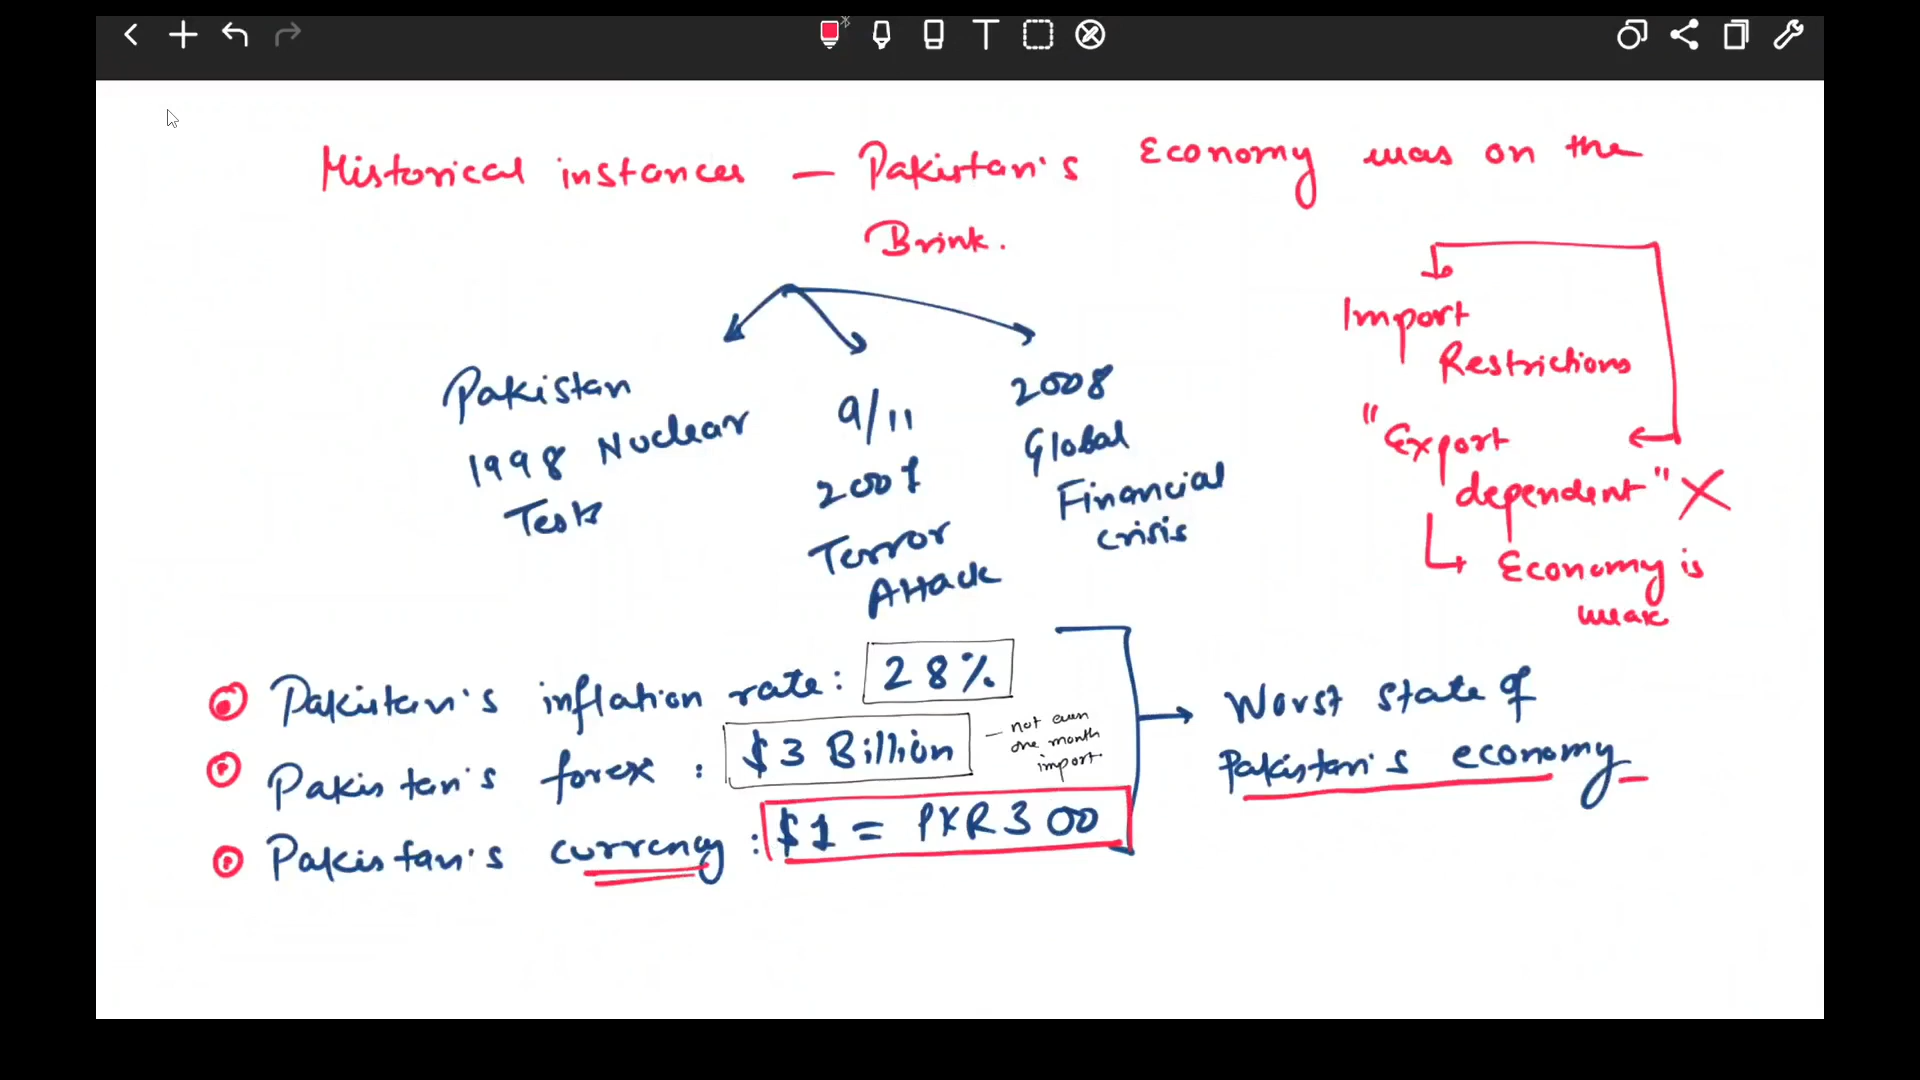 Historical instances — Pakistan's Economy was on the
Brink.
Pakistan
1998 Nuclear
Tests
9/11
2001
Terror
Attack
2008
Global
Financial
crisis
Import
Restrictions
"Export
dependent" X
Economy is
weak
Pakistan's inflation rate: 28%
Pakistan's forex : $3 Billion
— not even
one month
import
Pakistan's currency : $1 = PKR 300
Worst state of
Pakistan's economy